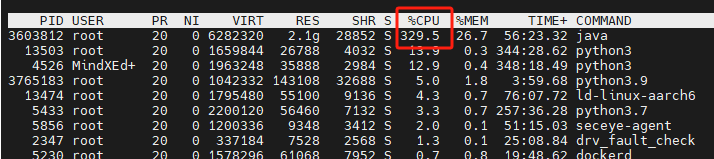 PID USER PR NI VIRT RES SHR S %CPU %MEM TIME+ COMMAND
3603812 root 20 0 6282320 2.1g 28852 S 329.5 26.7 56:23.32 java
13503 root 20 0 1659844 26788 4032 S 13.9 0.3 344:28.62 python3
4526 MindXEd+ 20 0 1963248 35888 2984 S 12.9 0.4 348:18.49 python3
3765183 root 20 0 1042332 143108 32688 S 5.0 1.8 3:59.68 python3.9
13474 root 20 0 1795480 55100 9136 S 4.3 0.7 76:07.72 ld-linux-aarch6
5433 root 20 0 2200120 56460 7132 S 3.3 0.7 257:36.28 python3.7
5856 root 20 0 1200336 9348 3412 S 2.0 0.1 51:15.03 seceye-agent
2347 root 20 0 337184 7528 2568 S 1.3 0.1 25:08.84 drv_fault_check
5230 root 20 0 1578296 61068 7952 S 0.7 0.8 19:48.62 dockerd